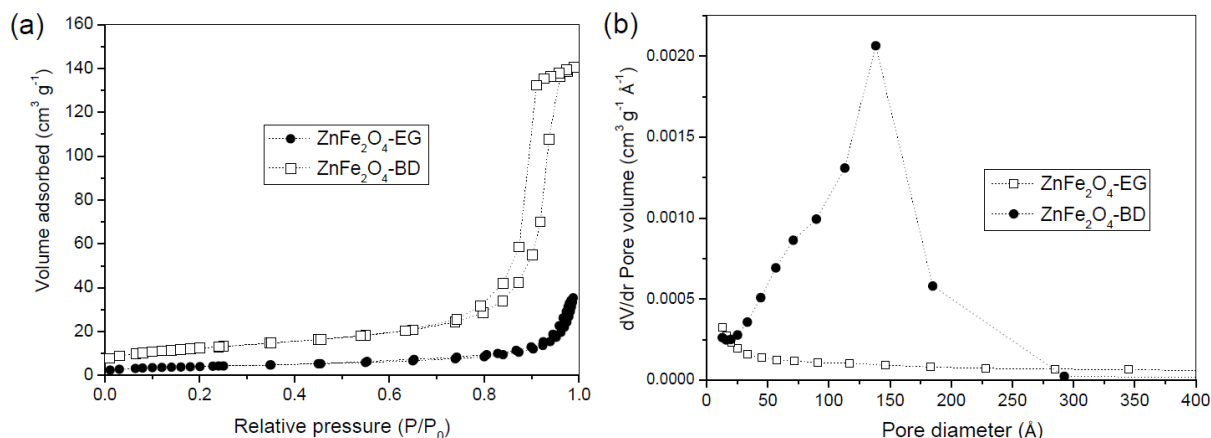 (a)
160
140
120
100
80
60
40
20
0
Volume adsorbed (cm³ g⁻¹)
ZnFe₂O₄-EG
ZnFe₂O₄-BD
0.0 0.2 0.4 0.6 0.8 1.0
Relative pressure (P/P₀)
(b)
0.0020
0.0015
0.0010
0.0005
0.0000
dV/dr Pore volume (cm³ g⁻¹ Å⁻¹)
ZnFe₂O₄-EG
ZnFe₂O₄-BD
0 50 100 150 200 250 300 350 400
Pore diameter (Å)